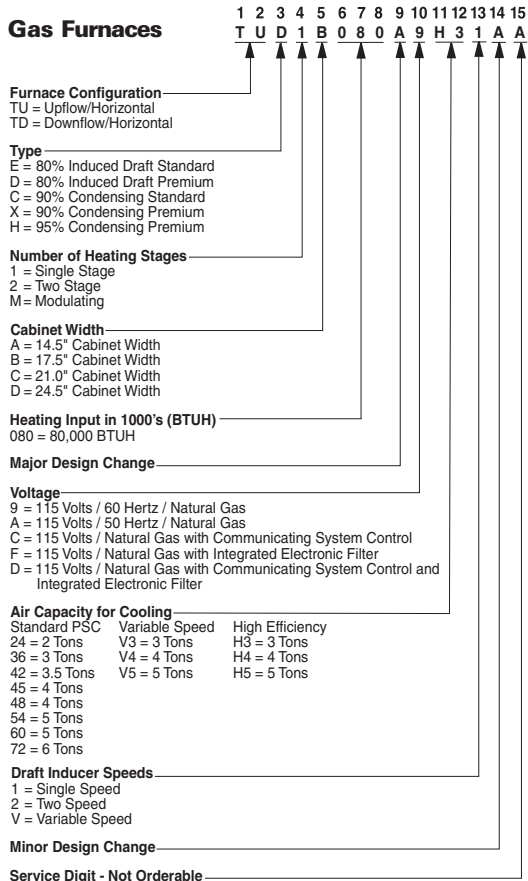 Gas Furnaces
1 2 3 4 5 6 7 8 9 10 11 12 13 14 15
T U D 1 B 0 8 0 A 9 H 3 1 A A
Furnace Configuration
TU = Upflow/Horizontal
TD = Downflow/Horizontal
Type
E = 80% Induced Draft Standard
D = 80% Induced Draft Premium
C = 90% Condensing Standard
X = 90% Condensing Premium
H = 95% Condensing Premium
Number of Heating Stages
1 = Single Stage
2 = Two Stage
M = Modulating
Cabinet Width
A = 14.5" Cabinet Width
B = 17.5" Cabinet Width
C = 21.0" Cabinet Width
D = 24.5" Cabinet Width
Heating Input in 1000's (BTUH)
080 = 80,000 BTUH
Major Design Change
Voltage
9 = 115 Volts / 60 Hertz / Natural Gas
A = 115 Volts / 50 Hertz / Natural Gas
C = 115 Volts / Natural Gas with Communicating System Control
F = 115 Volts / Natural Gas with Integrated Electronic Filter
D = 115 Volts / Natural Gas with Communicating System Control and
Integrated Electronic Filter
Air Capacity for Cooling
Standard PSC Variable Speed High Efficiency
24 = 2 Tons V3 = 3 Tons H3 = 3 Tons
36 = 3 Tons V4 = 4 Tons H4 = 4 Tons
42 = 3.5 Tons V5 = 5 Tons H5 = 5 Tons
45 = 4 Tons
48 = 4 Tons
54 = 5 Tons
60 = 5 Tons
72 = 6 Tons
Draft Inducer Speeds
1 = Single Speed
2 = Two Speed
V = Variable Speed
Minor Design Change
Service Digit - Not Orderable